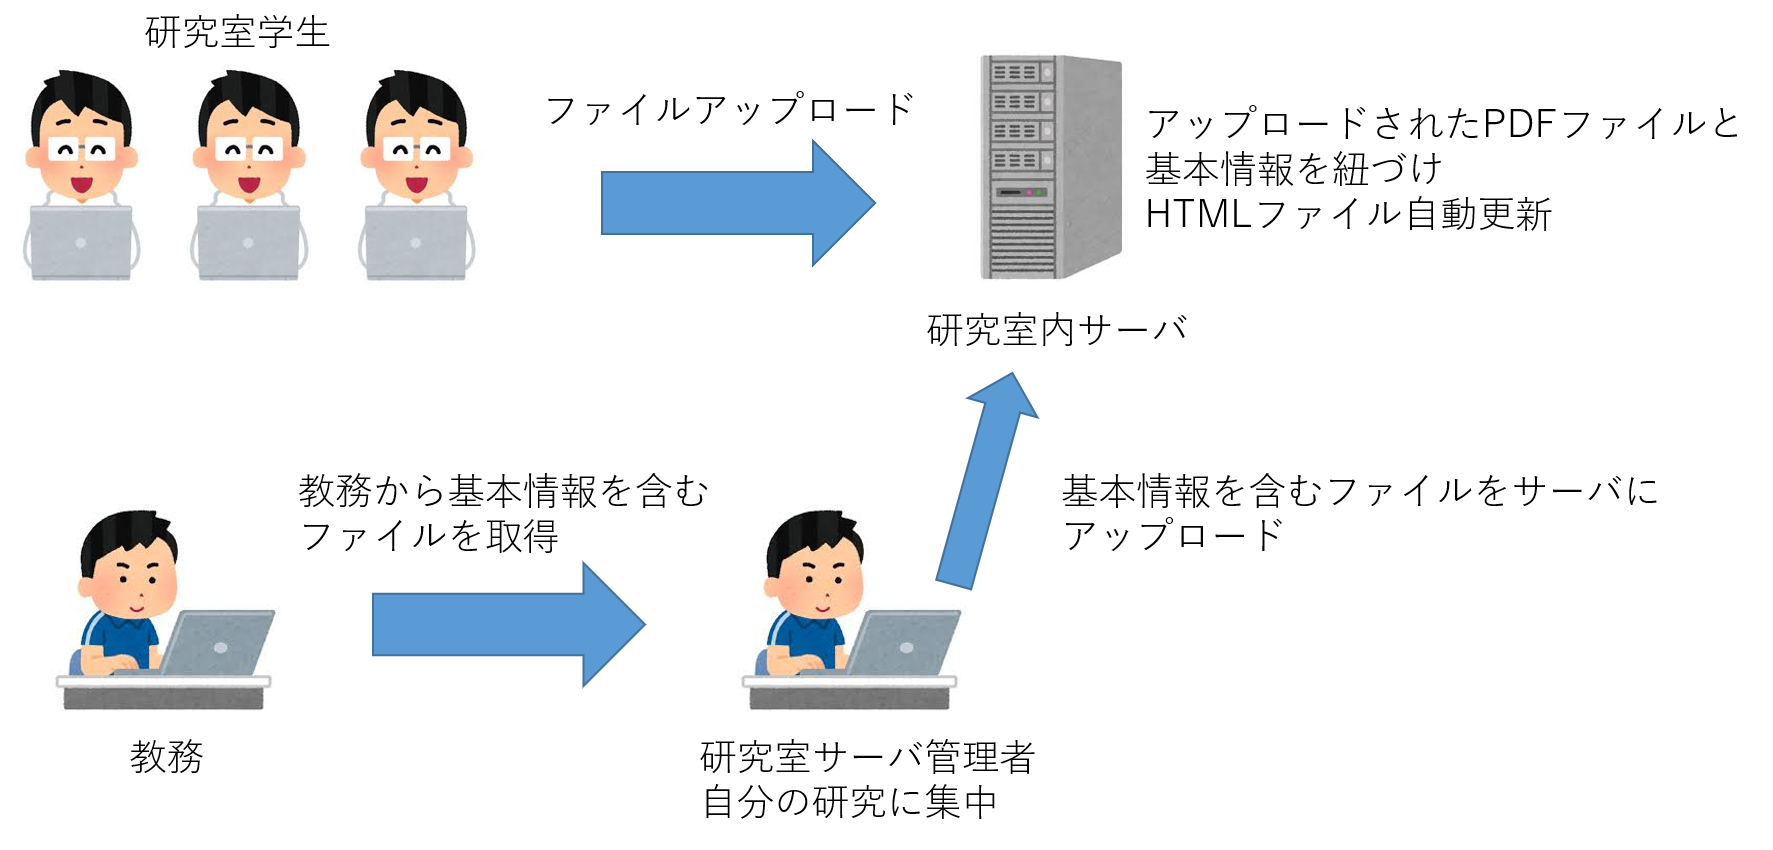 研究室学生
ファイルアップロード
アップロードされたPDFファイルと
基本情報を紐づけ
HTMLファイル自動更新
研究室内サーバ
教務から基本情報を含む
ファイルを取得
基本情報を含むファイルをサーバに
アップロード
教務
研究室サーバ管理者
自分の研究に集中